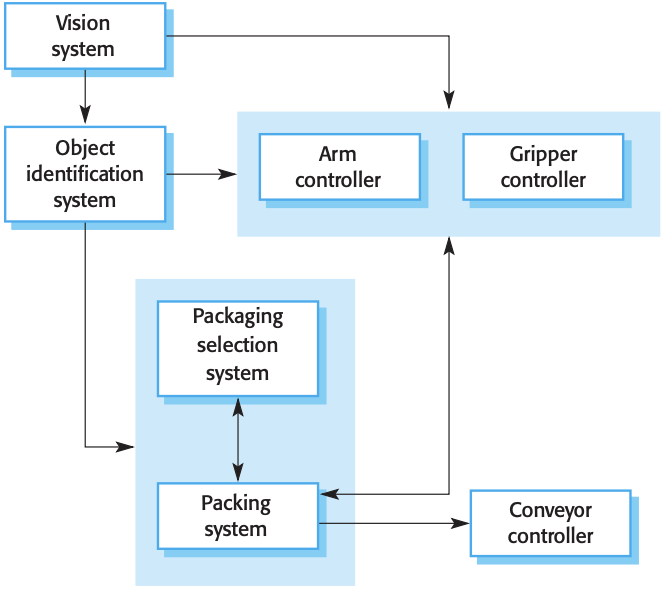 Vision
system
Object
identification
system
Arm
controller
Gripper
controller
Packaging
selection
system
Packing
system
Conveyor
controller